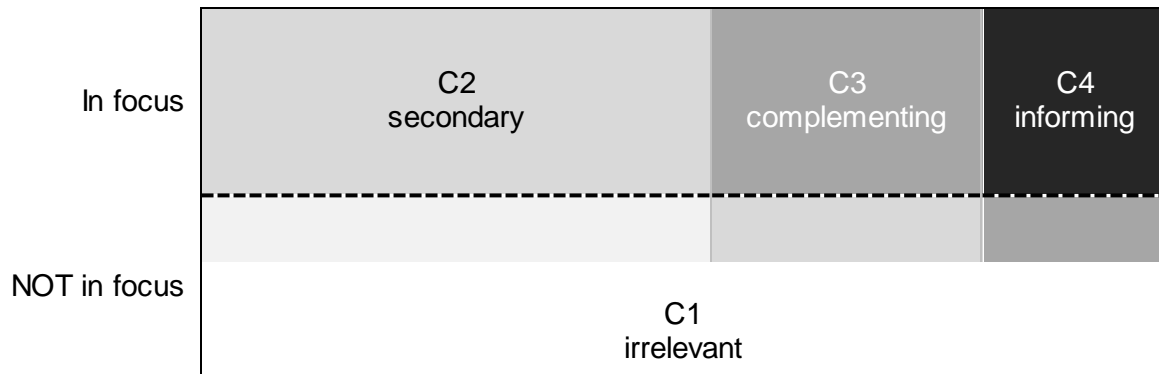 In focus
C2
secondary
C3
complementing
C4
informing
NOT in focus
C1
irrelevant